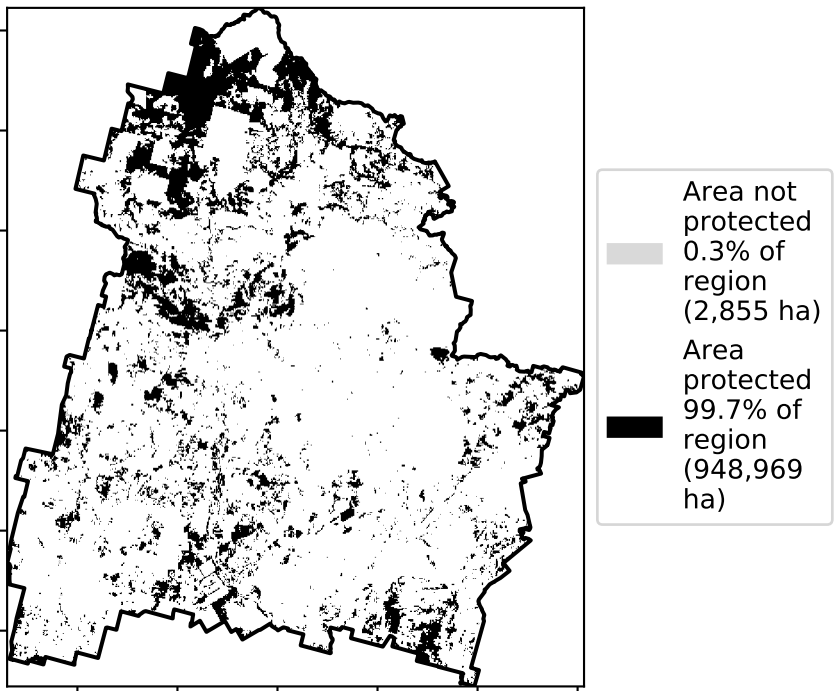 Area not
protected
0.3% of
region
(2,855 ha)
Area
protected
99.7% of
region
(948,969
ha)